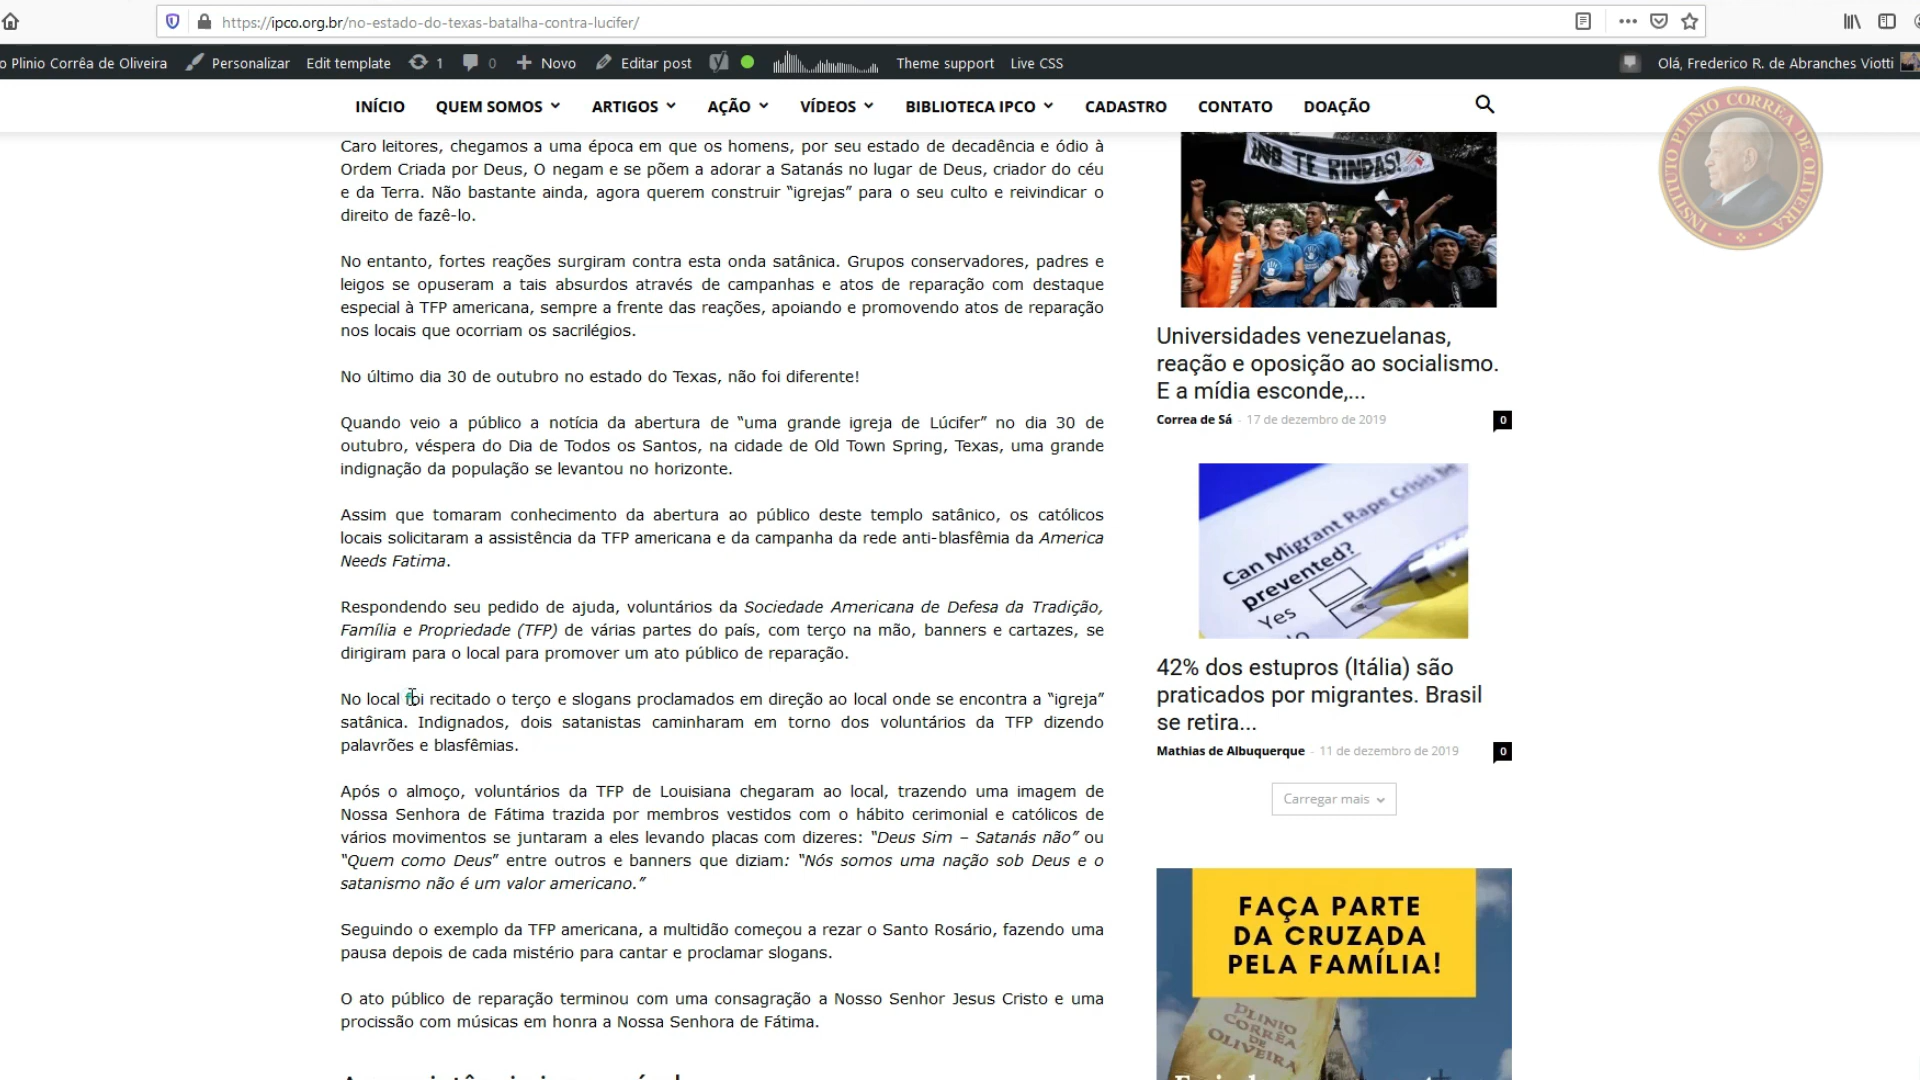 https://ipco.org.br/no-estado-do-texas-batalha-contra-lucifer/
o Plinio Corrêa de Oliveira Personalizar Edit template 1 0 Novo Editar post Theme support Live CSS Olá, Frederico R. de Abranches Viotti
INÍCIO QUEM SOMOS ARTIGOS AÇÃO VÍDEOS BIBLIOTECA IPCO CADASTRO CONTATO DOAÇÃO
INSTITUTO PLINIO CORRÊA DE OLIVEIRA
Caro leitores, chegamos a uma época em que os homens, por seu estado de decadência e ódio à
Ordem Criada por Deus, O negam e se põem a adorar a Satanás no lugar de Deus, criador do céu
e da Terra. Não bastante ainda, agora querem construir “igrejas” para o seu culto e reivindicar o
direito de fazê-lo.
No entanto, fortes reações surgiram contra esta onda satânica. Grupos conservadores, padres e
leigos se opuseram a tais absurdos através de campanhas e atos de reparação com destaque
especial à TFP americana, sempre a frente das reações, apoiando e promovendo atos de reparação
nos locais que ocorriam os sacrilégios.
No último dia 30 de outubro no estado do Texas, não foi diferente!
Quando veio a público a notícia da abertura de “uma grande igreja de Lúcifer” no dia 30 de
outubro, véspera do Dia de Todos os Santos, na cidade de Old Town Spring, Texas, uma grande
indignação da população se levantou no horizonte.
Assim que tomaram conhecimento da abertura ao público deste templo satânico, os católicos
locais solicitaram a assistência da TFP americana e da campanha da rede anti-blasfêmia da America
Needs Fatima.
Respondendo seu pedido de ajuda, voluntários da Sociedade Americana de Defesa da Tradição,
Família e Propriedade (TFP) de várias partes do país, com terço na mão, banners e cartazes, se
dirigiram para o local para promover um ato público de reparação.
No local foi recitado o terço e slogans proclamados em direção ao local onde se encontra a “igreja”
satânica. Indignados, dois satanistas caminharam em torno dos voluntários da TFP dizendo
palavrões e blasfêmias.
Após o almoço, voluntários da TFP de Louisiana chegaram ao local, trazendo uma imagem de
Nossa Senhora de Fátima trazida por membros vestidos com o hábito cerimonial e católicos de
vários movimentos se juntaram a eles levando placas com dizeres: “Deus Sim – Satanás não” ou
“Quem como Deus” entre outros e banners que diziam: “Nós somos uma nação sob Deus e o
satanismo não é um valor americano.”
Seguindo o exemplo da TFP americana, a multidão começou a rezar o Santo Rosário, fazendo uma
pausa depois de cada mistério para cantar e proclamar slogans.
O ato público de reparação terminou com uma consagração a Nosso Senhor Jesus Cristo e uma
procissão com músicas em honra a Nossa Senhora de Fátima.
¡NO TE RINDAS!
Universidades venezuelanas,
reação e oposição ao socialismo.
E a mídia esconde,...
Correa de Sá - 17 de dezembro de 2019 0
Can Migrant Rape Crisis be
prevented?
Yes
42% dos estupros (Itália) são
praticados por migrantes. Brasil
se retira...
Mathias de Albuquerque - 11 de dezembro de 2019 0
Carregar mais
FAÇA PARTE
DA CRUZADA
PELA FAMÍLIA!
PLINIO
CORRÊA
DE
OLIVEIRA